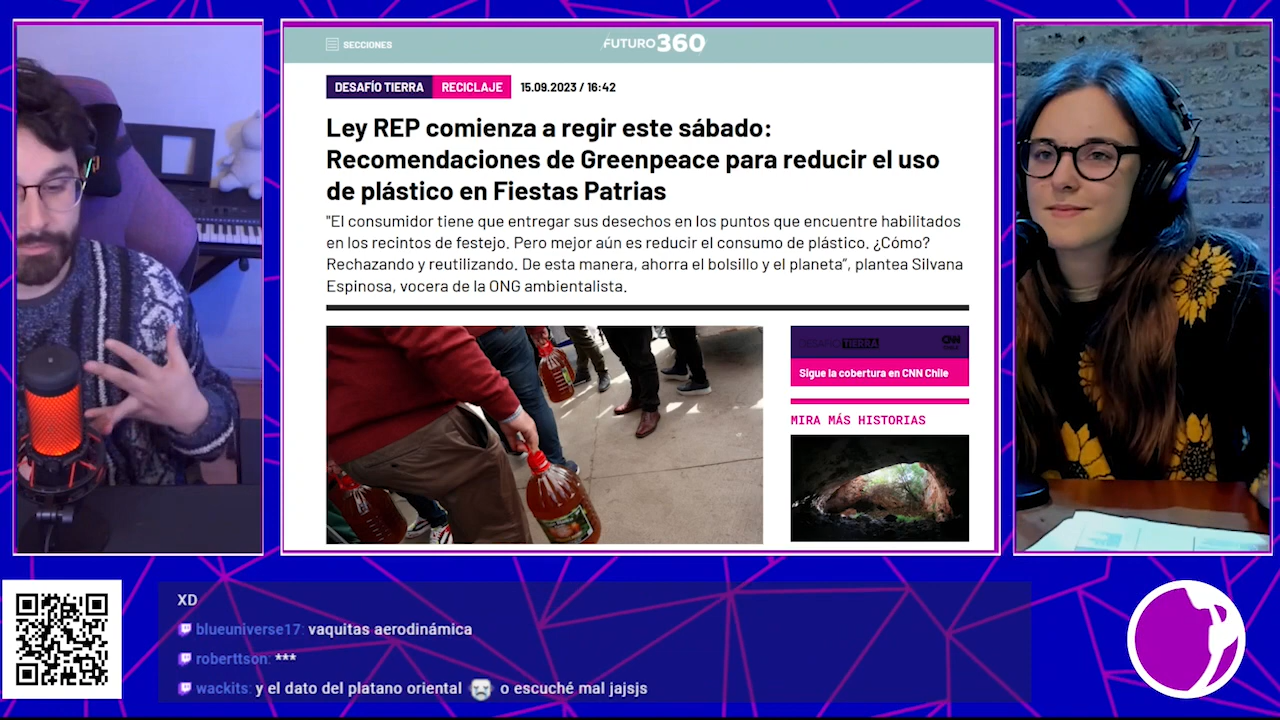 SECCIONES
FUTURO360
DESAFÍO TIERRA
RECICLAJE
15.09.2023 / 16:42
Ley REP comienza a regir este sábado:
Recomendaciones de Greenpeace para reducir el uso
de plástico en Fiestas Patrias
"El consumidor tiene que entregar sus desechos en los puntos que encuentre habilitados
en los recintos de festejo. Pero mejor aún es reducir el consumo de plástico. ¿Cómo?
Rechazando y reutilizando. De esta manera, ahorra el bolsillo y el planeta”, plantea Silvana
Espinosa, vocera de la ONG ambientalista.
DESAFÍO TIERRA
CNN
Sigue la cobertura en CNN Chile
MIRA MÁS HISTORIAS
XD
blueuniverse17: vaquitas aerodinámica
roberttson: ***
wackits: y el dato del platano oriental o escuché mal jajsjs